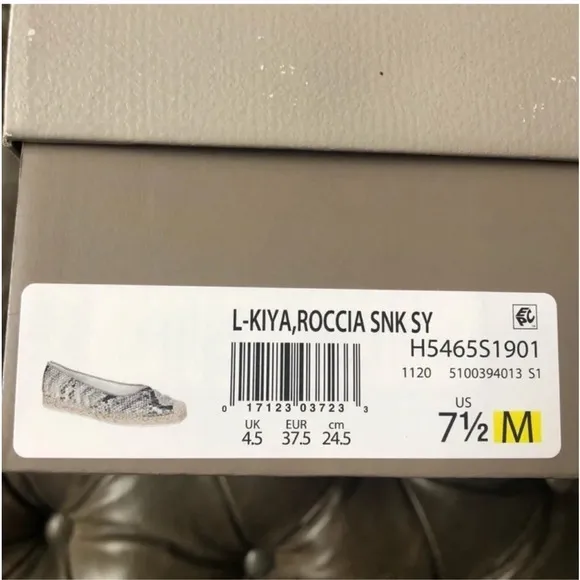 L-KIYA,ROCCIA SNK SY
H5465S1901
1120 5100394013 S1
0 17123 03723 3
UK EUR cm
4.5 37.5 24.5
US
7½ M